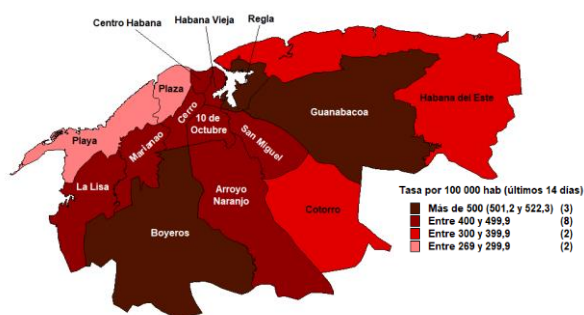 Centro Habana
Habana Vieja
Regla
Plaza
Playa
Marianao
Cerro
10 de
Octubre
San Miguel
Guanabacoa
Habana del Este
La Lisa
Boyeros
Arroyo
Naranjo
Cotorro
Tasa por 100 000 hab (últimos 14 días)
Más de 500 (501,2 y 522,3) (3)
Entre 400 y 499,9 (8)
Entre 300 y 399,9 (2)
Entre 269 y 299,9 (2)